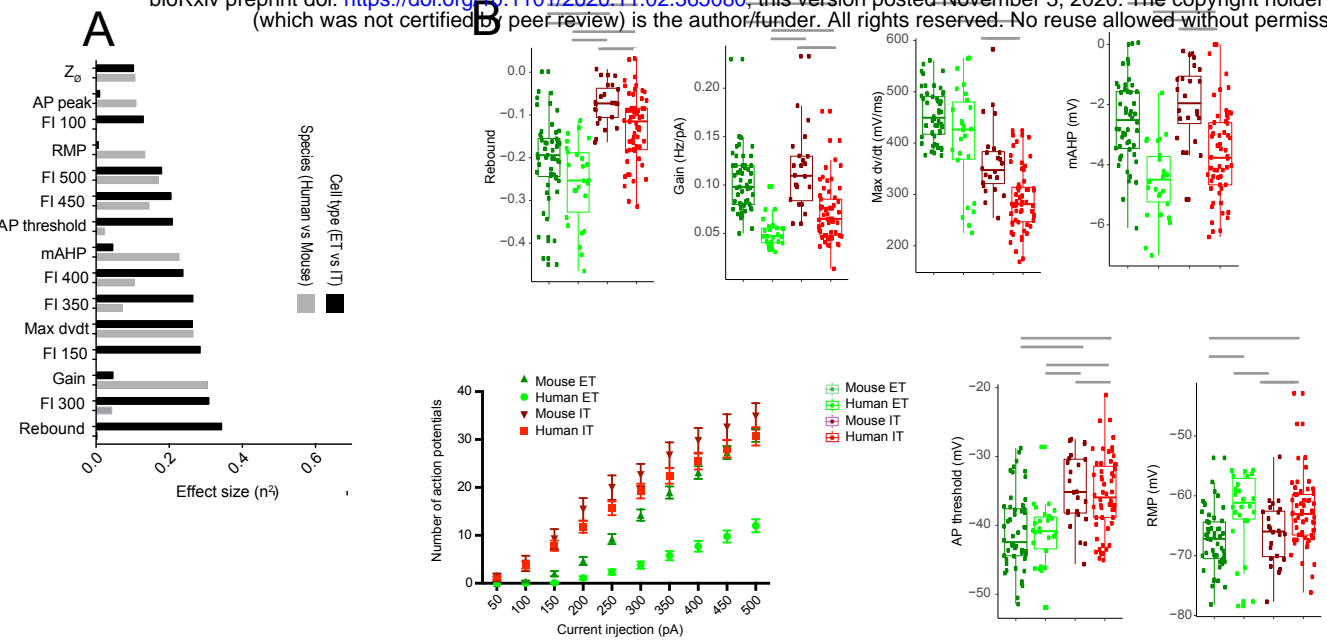 bioRxiv preprint doi: https://doi.org/10.1101/2020.11.02.365080; this version posted November 3, 2020. The copyright holder
(which was not certified by peer review) is the author/funder. All rights reserved. No reuse allowed without permiss
A
Zø
AP peak
FI 100
RMP
FI 500
FI 450
AP threshold
mAHP
FI 400
FI 350
Max dvdt
FI 150
Gain
FI 300
Rebound
0.0
0.2
0.4
0.6
Effect size (n²)
Species (Human vs Mouse)
Cell type (ET vs IT)
B
Rebound
0.0
−0.1
−0.2
−0.3
−0.4
Gain (Hz/pA)
0.20
0.15
0.10
0.05
Max dv/dt (mV/ms)
600
500
400
300
200
mAHP (mV)
0
−2
−4
−6
Number of action potentials
40
30
20
10
0
Mouse ET
Human ET
Mouse IT
Human IT
50
100
150
200
250
300
350
400
450
500
Current injection (pA)
Mouse ET
Human ET
Mouse IT
Human IT
AP threshold (mV)
−20
−30
−40
−50
RMP (mV)
−50
−60
−70
−80